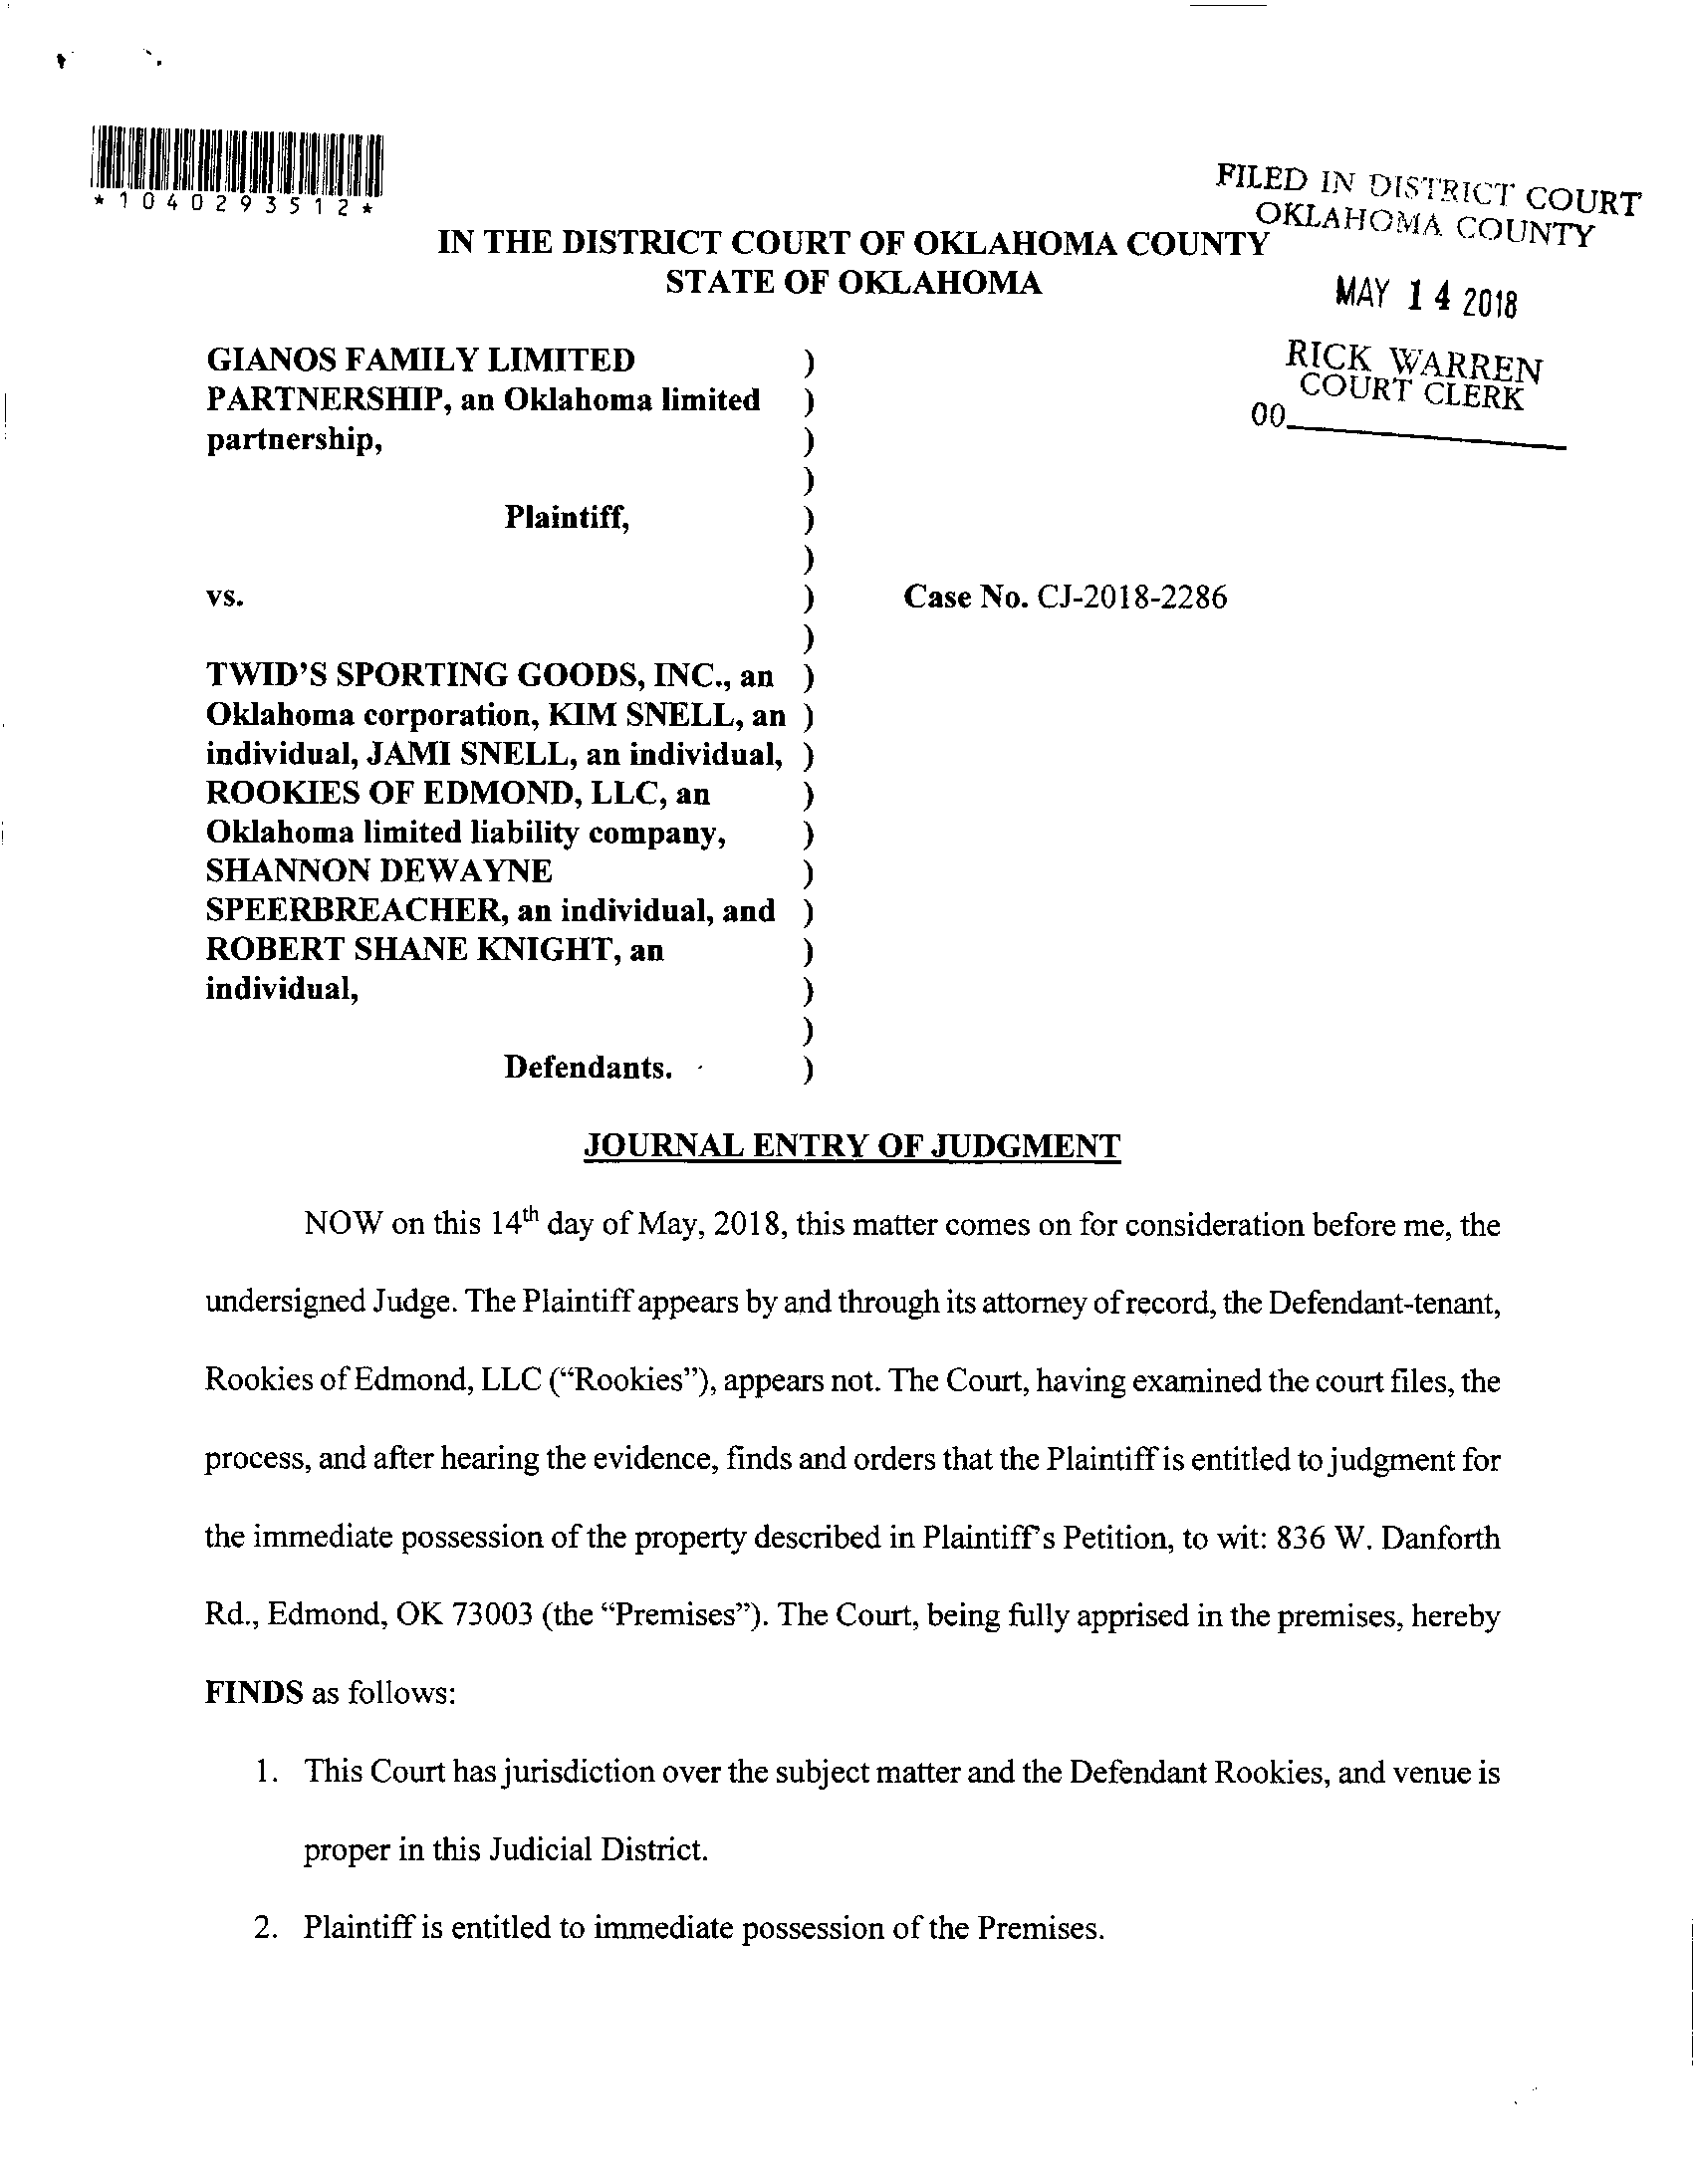 *1040293512*
FILED IN DISTRICT COURT
OKLAHOMA COUNTY
IN THE DISTRICT COURT OF OKLAHOMA COUNTY
STATE OF OKLAHOMA
MAY 14 2018
RICK WARREN
COURT CLERK
00
GIANOS FAMILY LIMITED )
PARTNERSHIP, an Oklahoma limited )
partnership, )
)
Plaintiff, )
)
vs. ) Case No. CJ-2018-2286
)
TWID'S SPORTING GOODS, INC., an )
Oklahoma corporation, KIM SNELL, an )
individual, JAMI SNELL, an individual, )
ROOKIES OF EDMOND, LLC, an )
Oklahoma limited liability company, )
SHANNON DEWAYNE )
SPEERBREACHER, an individual, and )
ROBERT SHANE KNIGHT, an )
individual, )
)
Defendants. )
JOURNAL ENTRY OF JUDGMENT
NOW on this 14th day of May, 2018, this matter comes on for consideration before me, the
undersigned Judge. The Plaintiff appears by and through its attorney of record, the Defendant-tenant,
Rookies of Edmond, LLC ("Rookies"), appears not. The Court, having examined the court files, the
process, and after hearing the evidence, finds and orders that the Plaintiff is entitled to judgment for
the immediate possession of the property described in Plaintiff's Petition, to wit: 836 W. Danforth
Rd., Edmond, OK 73003 (the "Premises"). The Court, being fully apprised in the premises, hereby
FINDS as follows:
1. This Court has jurisdiction over the subject matter and the Defendant Rookies, and venue is
proper in this Judicial District.
2. Plaintiff is entitled to immediate possession of the Premises.